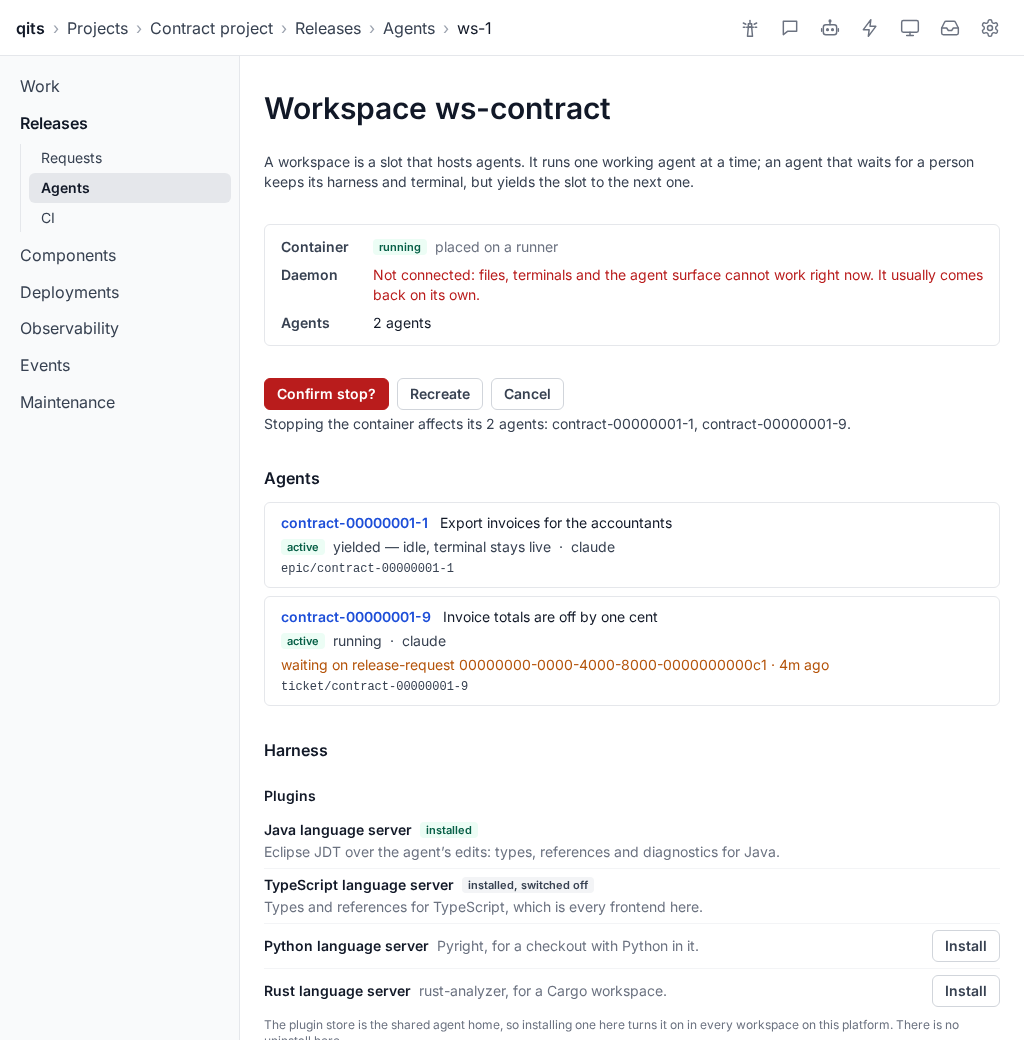 qits › Projects › Contract project › Releases › Agents › ws-1
Work
Releases
Requests
Agents
CI
Components
Deployments
Observability
Events
Maintenance
Workspace ws-contract
A workspace is a slot that hosts agents. It runs one working agent at a time; an agent that waits for a person
keeps its harness and terminal, but yields the slot to the next one.
Container running placed on a runner
Daemon Not connected: files, terminals and the agent surface cannot work right now. It usually comes
back on its own.
Agents 2 agents
Confirm stop? Recreate Cancel
Stopping the container affects its 2 agents: contract-00000001-1, contract-00000001-9.
Agents
contract-00000001-1 Export invoices for the accountants
active yielded — idle, terminal stays live · claude
epic/contract-00000001-1
contract-00000001-9 Invoice totals are off by one cent
active running · claude
waiting on release-request 00000000-0000-4000-8000-0000000000c1 · 4m ago
ticket/contract-00000001-9
Harness
Plugins
Java language server installed
Eclipse JDT over the agent’s edits: types, references and diagnostics for Java.
TypeScript language server installed, switched off
Types and references for TypeScript, which is every frontend here.
Python language server Pyright, for a checkout with Python in it. Install
Rust language server rust-analyzer, for a Cargo workspace. Install
The plugin store is the shared agent home, so installing one here turns it on in every workspace on this platform. There is no
uninstall here.